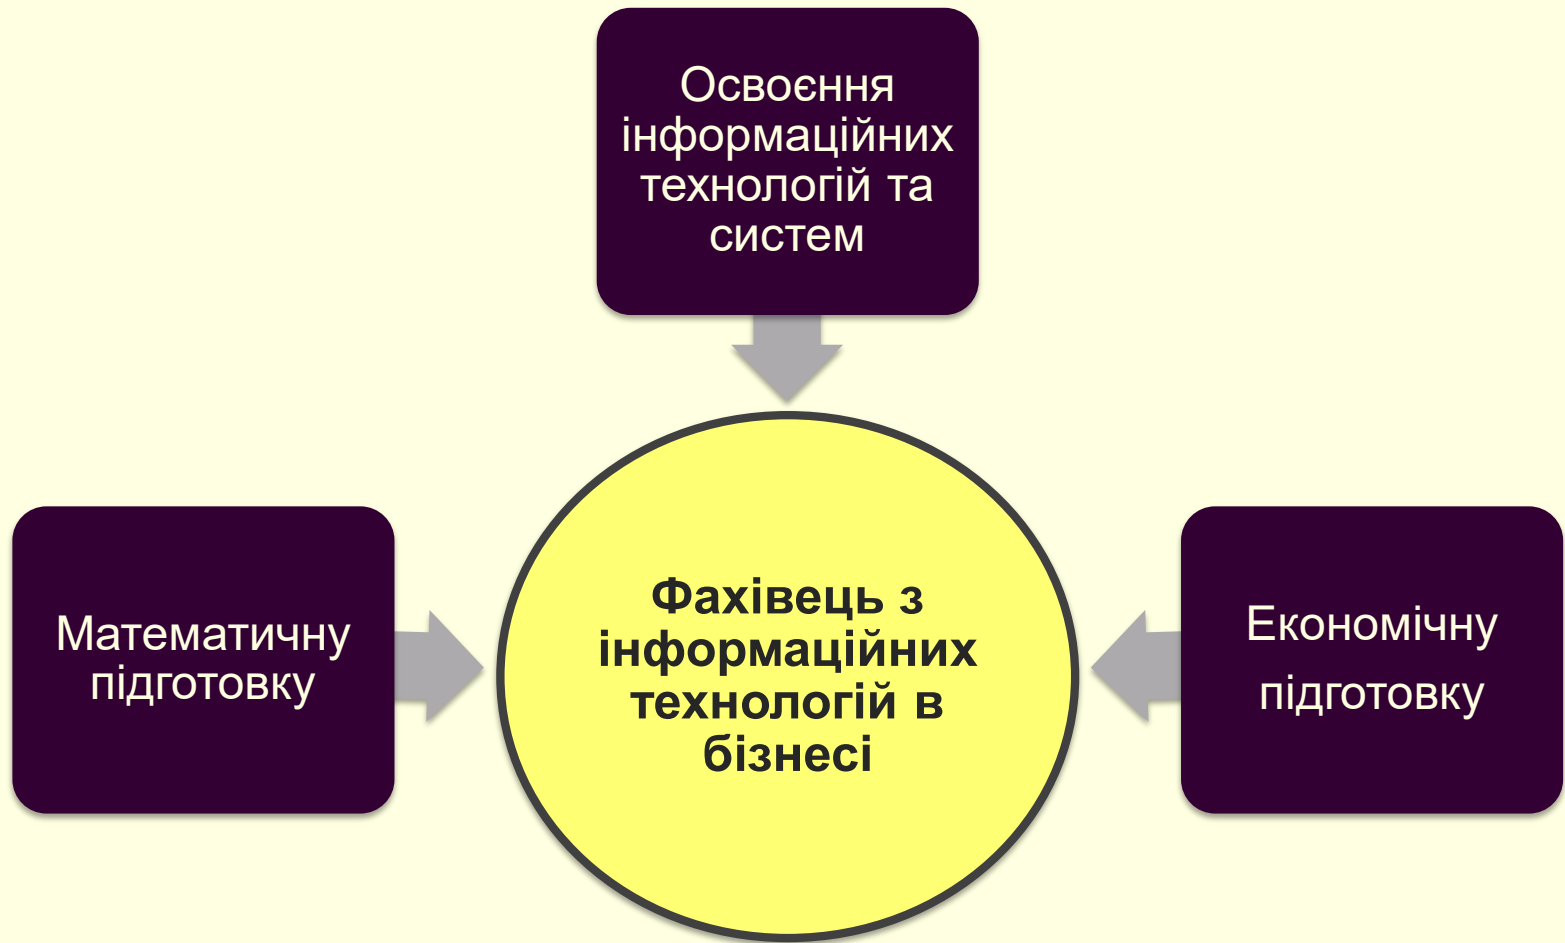 Освоєння
інформаційних
технологій та
систем
Математичну
підготовку
Фахівець з
інформаційних
технологій в
бізнесі
Економічну
підготовку